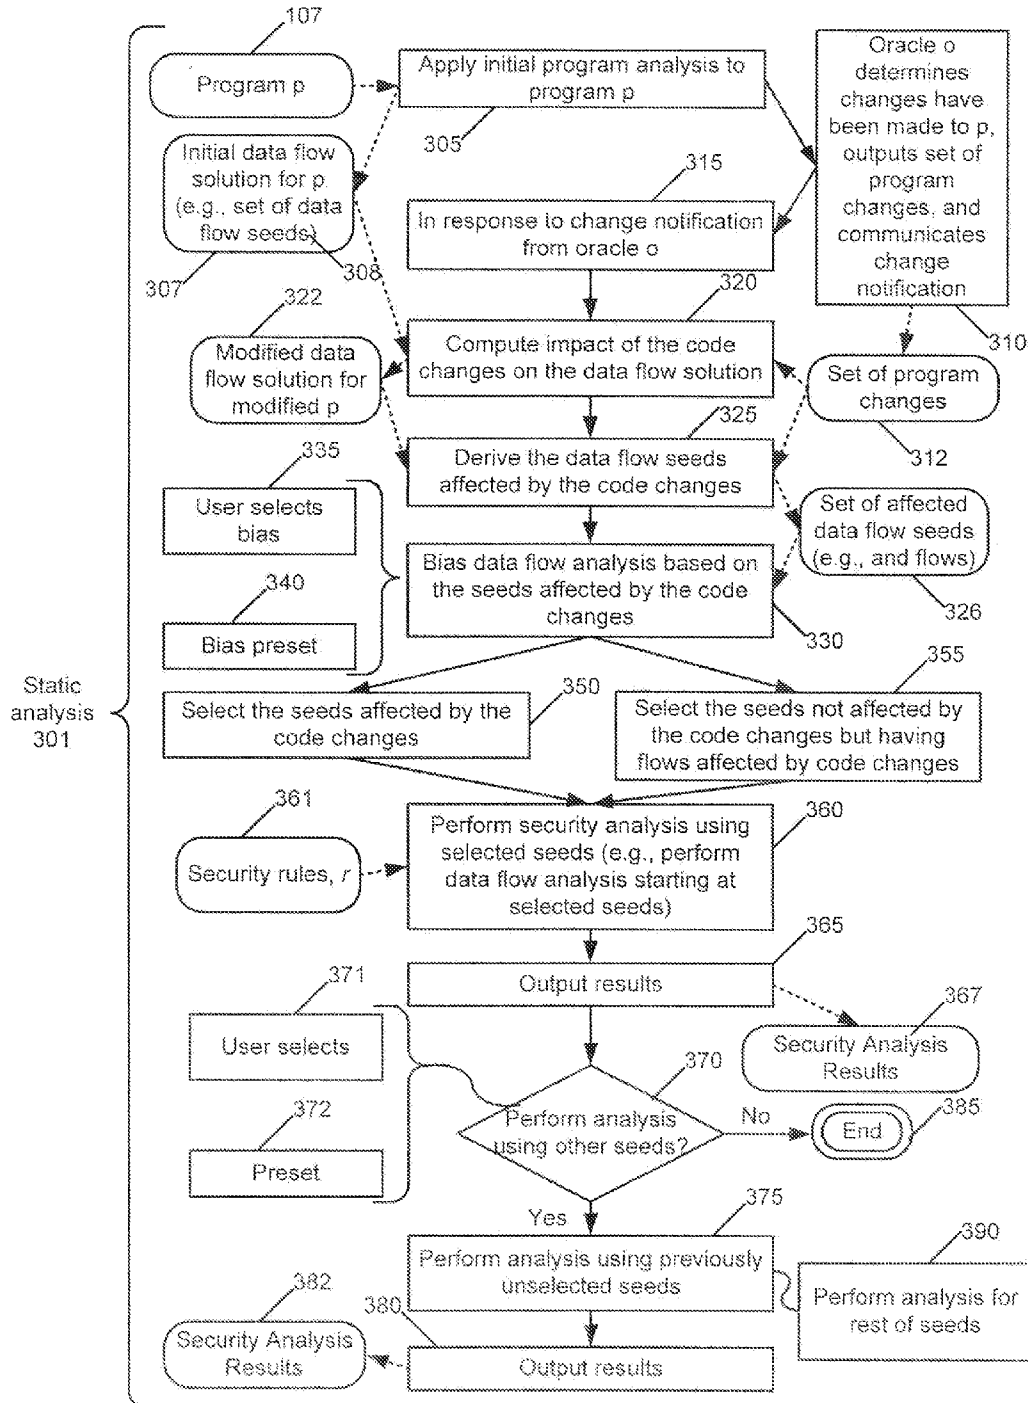 107
Program p
Apply initial program analysis to
program p
305
Oracle o
determines
changes have
been made to p,
outputs set of
program
changes, and
communicates
change
notification
310
Initial data flow
solution for p
(e.g., set of data
flow seeds)
308
307
315
In response to change notification
from oracle o
320
Compute impact of the code
changes on the data flow solution
322
Modified data
flow solution for
modified p
Set of program
changes
312
325
Derive the data flow seeds
affected by the code changes
335
User selects
bias
340
Bias preset
Set of affected
data flow seeds
(e.g., and flows)
326
Bias data flow analysis based on
the seeds affected by the code
changes
330
Static
analysis
301
350
Select the seeds affected by the
code changes
355
Select the seeds not affected by
the code changes but having
flows affected by code changes
361
Security rules, r
360
Perform security analysis using
selected seeds (e.g., perform
data flow analysis starting at
selected seeds)
365
Output results
367
Security Analysis
Results
371
User selects
372
Preset
370
Perform analysis
using other seeds?
No
End
385
Yes
375
Perform analysis using previously
unselected seeds
390
Perform analysis for
rest of seeds
382
Security Analysis
Results
380
Output results